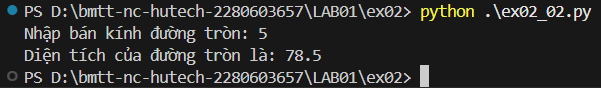 PS D:\bmtt-nc-hutech-2280603657\LAB01\ex02> python .\ex02_02.py
Nhập bán kính đường tròn: 5
Diện tích của đường tròn là: 78.5
PS D:\bmtt-nc-hutech-2280603657\LAB01\ex02>